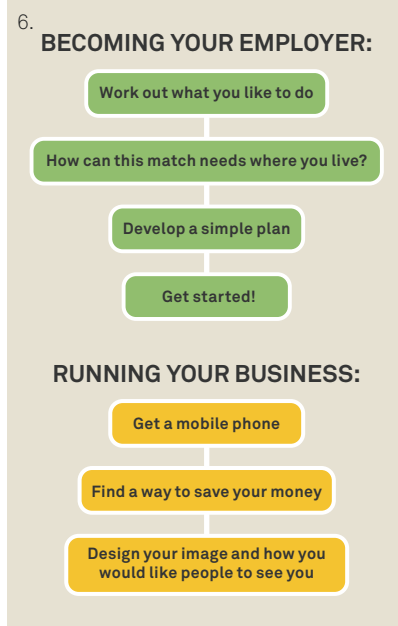 6.
BECOMING YOUR EMPLOYER:
Work out what you like to do
How can this match needs where you live?
Develop a simple plan
Get started!
RUNNING YOUR BUSINESS:
Get a mobile phone
Find a way to save your money
Design your image and how you
would like people to see you